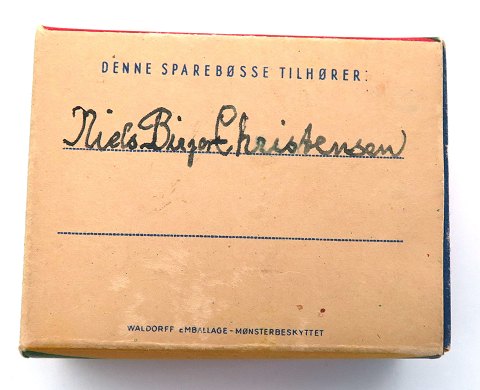 DENNE SPAREBØSSE TILHØRER:
Niels Birger Christensen
WALDORFF EMBALLAGE - MØNSTERBESKYTTET